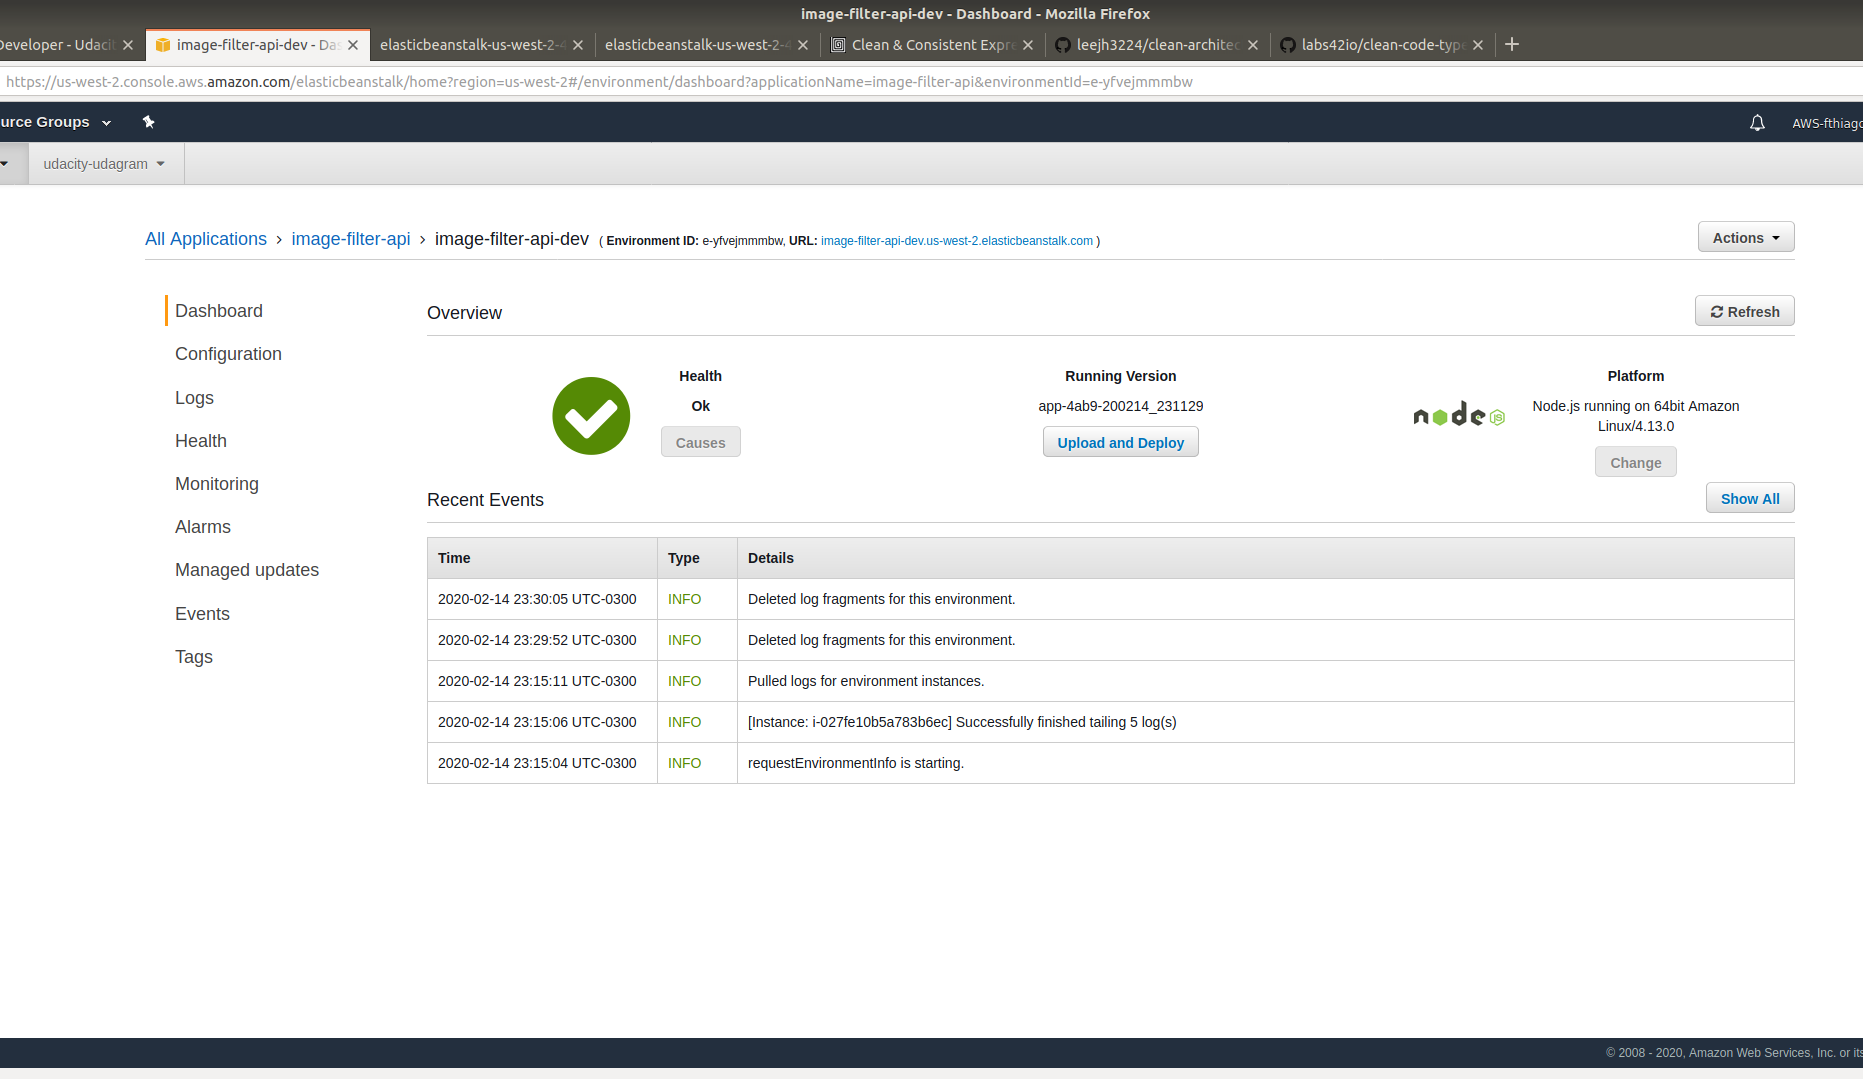 image-filter-api-dev - Dashboard - Mozilla Firefox
Developer - Udaci
image-filter-api-dev - Das
elasticbeanstalk-us-west-2-4
elasticbeanstalk-us-west-2-4
Clean & Consistent Expre
leejh3224/clean-architec
labs42io/clean-code-type
https://us-west-2.console.aws.amazon.com/elasticbeanstalk/home?region=us-west-2#/environment/dashboard?applicationName=image-filter-api&environmentId=e-yfvejmmmbw
urce Groups
AWS-fthiago
udacity-udagram
All Applications › image-filter-api › image-filter-api-dev ( Environment ID: e-yfvejmmmbw, URL: image-filter-api-dev.us-west-2.elasticbeanstalk.com )
Actions
Dashboard
Configuration
Logs
Health
Monitoring
Alarms
Managed updates
Events
Tags
Overview
Refresh
Health
Ok
Causes
Running Version
app-4ab9-200214_231129
Upload and Deploy
node JS
Platform
Node.js running on 64bit Amazon
Linux/4.13.0
Change
Recent Events
Show All
Time Type Details
2020-02-14 23:30:05 UTC-0300 INFO Deleted log fragments for this environment.
2020-02-14 23:29:52 UTC-0300 INFO Deleted log fragments for this environment.
2020-02-14 23:15:11 UTC-0300 INFO Pulled logs for environment instances.
2020-02-14 23:15:06 UTC-0300 INFO [Instance: i-027fe10b5a783b6ec] Successfully finished tailing 5 log(s)
2020-02-14 23:15:04 UTC-0300 INFO requestEnvironmentInfo is starting.
© 2008 - 2020, Amazon Web Services, Inc. or its